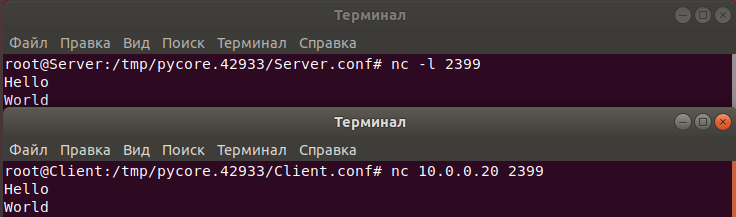 Терминал
Файл Правка Вид Поиск Терминал Справка
root@Server:/tmp/pycore.42933/Server.conf# nc -l 2399
Hello
World
Терминал
Файл Правка Вид Поиск Терминал Справка
root@Client:/tmp/pycore.42933/Client.conf# nc 10.0.0.20 2399
Hello
World